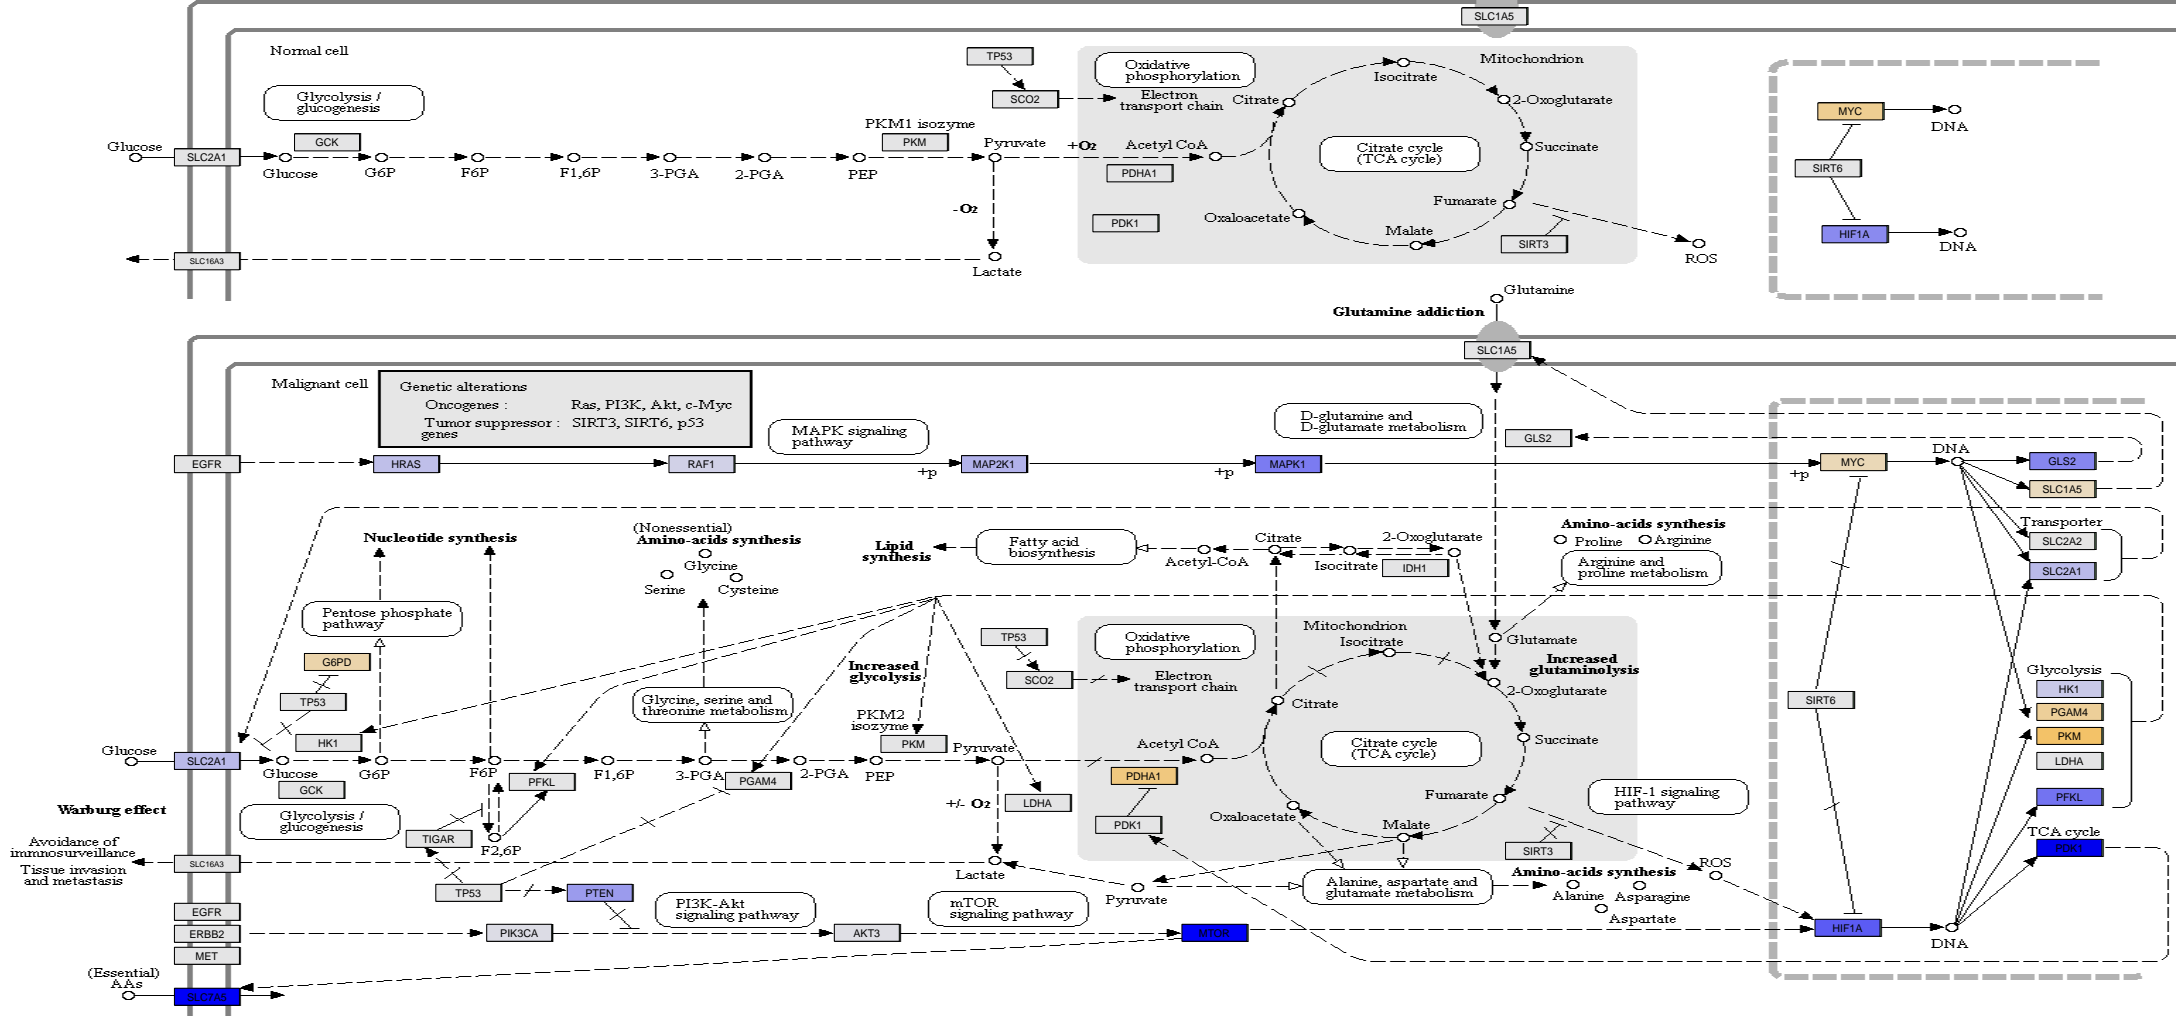 SLC1A5
Normal cell
TP53
Oxidative
phosphorylation
Mitochondrion
Isocitrate
Glycolysis /
glucogenesis
SCO2
Electron
transport chain
Citrate
2-Oxoglutarate
MYC
DNA
PKM1 isozyme
Glucose
SLC2A1
GCK
PKM
Pyruvate
+O2
Acetyl CoA
Citrate cycle
(TCA cycle)
Succinate
Glucose
G6P
F6P
F1,6P
3-PGA
2-PGA
PEP
PDHA1
SIRT6
-O2
PDK1
Oxaloacetate
Fumarate
Malate
SIRT3
HIF1A
DNA
SLC16A3
Lactate
ROS
Glutamine
Glutamine addiction
SLC1A5
Malignant cell
Genetic alterations
Oncogenes : Ras, PI3K, Akt, c-Myc
Tumor suppressor : SIRT3, SIRT6, p53
genes
MAPK signaling
pathway
D-glutamine and
D-glutamate metabolism
GLS2
DNA
EGFR
HRAS
RAF1
+p
MAP2K1
+p
MAPK1
+p
MYC
GLS2
SLC1A5
Nucleotide synthesis
(Nonessential)
Amino-acids synthesis
Glycine
Serine
Cysteine
Lipid
synthesis
Fatty acid
biosynthesis
Acetyl-CoA
Citrate
Isocitrate
2-Oxoglutarate
IDH1
Amino-acids synthesis
Proline
Arginine
Arginine and
proline metabolism
Transporter
SLC2A2
SLC2A1
Pentose phosphate
pathway
G6PD
TP53
HK1
Increased
glycolysis
Glycine, serine and
threonine metabolism
PKM2
isozyme
PKM
TP53
SCO2
Oxidative
phosphorylation
Electron
transport chain
Mitochondrion
Isocitrate
Glutamate
Increased
glutaminolysis
2-Oxoglutarate
Citrate
SIRT6
Glycolysis
HK1
PGAM4
PKM
LDHA
PFKL
Glucose
SLC2A1
Glucose
GCK
G6P
F6P
PFKL
F1,6P
3-PGA
PGAM4
2-PGA
PEP
Pyruvate
Acetyl CoA
Citrate cycle
(TCA cycle)
Succinate
PDHA1
PDK1
+/- O2
LDHA
Fumarate
Oxaloacetate
Malate
SIRT3
HIF-1 signaling
pathway
Warburg effect
Glycolysis /
glucogenesis
TIGAR
F2,6P
TCA cycle
PDK1
Avoidance of
immnosurveillance
Tissue invasion
and metastasis
SLC16A3
Lactate
ROS
TP53
PTEN
PI3K-Akt
signaling pathway
mTOR
signaling pathway
Pyruvate
Alanine, aspartate and
glutamate metabolism
Amino-acids synthesis
Alanine
Asparagine
Aspartate
EGFR
ERBB2
MET
PIK3CA
AKT3
MTOR
HIF1A
DNA
(Essential)
AAs
SLC7A5